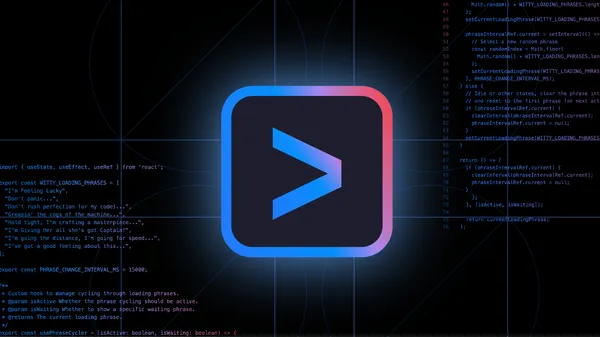 import { useState, useEffect, useRef } from 'react';
export const WITTY_LOADING_PHRASES = [
"I'm Feeling Lucky",
"Don't panic...",
"Don't rush perfection (or my code)...",
"Greasin' the cogs of the machine...",
"Hold tight, I'm crafting a masterpiece...",
"I'm Giving Her all she's got Captain!",
"I'm going the distance, I'm going for speed...",
"I've got a good feeling about this...",
];
export const PHRASE_CHANGE_INTERVAL_MS = 15000;
/**
* Custom hook to manage cycling through loading phrases.
* @param isActive Whether the phrase cycling should be active.
* @param isWaiting Whether to show a specific waiting phrase.
* @returns The current loading phrase.
*/
export const usePhraseCycler = (isActive: boolean, isWaiting: boolean) => {
>
Math.random() * WITTY_LOADING_PHRASES.length
);
setCurrentLoadingPhrase(WITTY_LOADING_PHRASES
phraseIntervalRef.current = setInterval(() =>
// Select a new random phrase
const randomIndex = Math.floor(
Math.random() * WITTY_LOADING_PHRASES.len
);
setCurrentLoadingPhrase(WITTY_LOADING_PHRAS
}, PHRASE_CHANGE_INTERVAL_MS);
} else {
// Idle or other states, clear the phrase int
// and reset to the first phrase for next act
if (phraseIntervalRef.current) {
clearInterval(phraseIntervalRef.current);
phraseIntervalRef.current = null;
}
setCurrentLoadingPhrase(WITTY_LOADING_PHRASES
}
return () => {
if (phraseIntervalRef.current) {
clearInterval(phraseIntervalRef.current);
phraseIntervalRef.current = null;
}
};
}, [isActive, isWaiting]);
return currentLoadingPhrase;
};